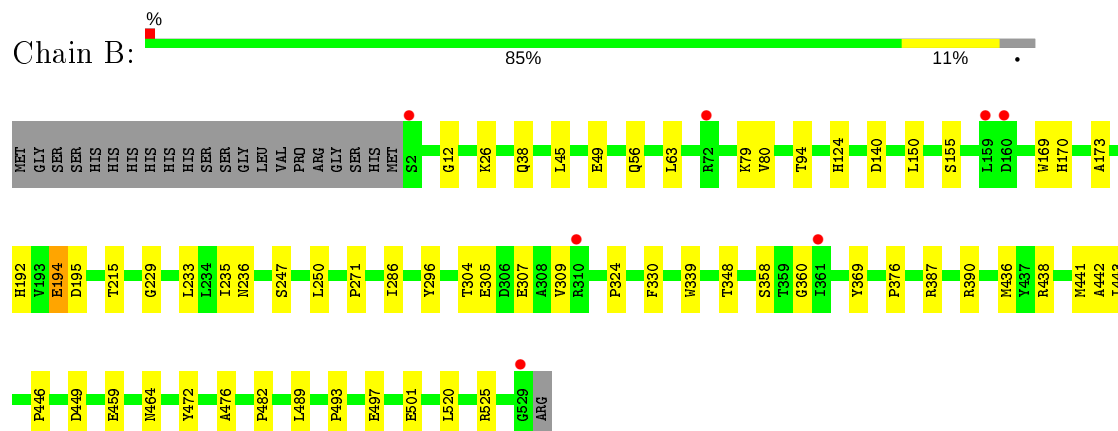 %
Chain B:
85% 11% •
MET GLY SER SER HIS HIS HIS HIS HIS HIS SER SER GLY LEU VAL PRO ARG GLY SER HIS MET S2 G12 K26 Q38 L45 E49 Q56 L63 R72 K79 V80 T94 H124 D140 L150 S155 L159 D160 W169 H170 A173
H192 V193 E194 D195 T215 G229 L233 L234 I235 N236 S247 L250 P271 I286 Y296 T304 E305 D306 E307 A308 V309 R310 P324 F330 W339 T348 S358 T359 G360 I361 Y369 P376 R387 R390 M436 Y437 R438 M441 A442 I443
P446 D449 E459 N464 Y472 A476 P482 L489 P493 E497 E501 L520 R525 G529 ARG